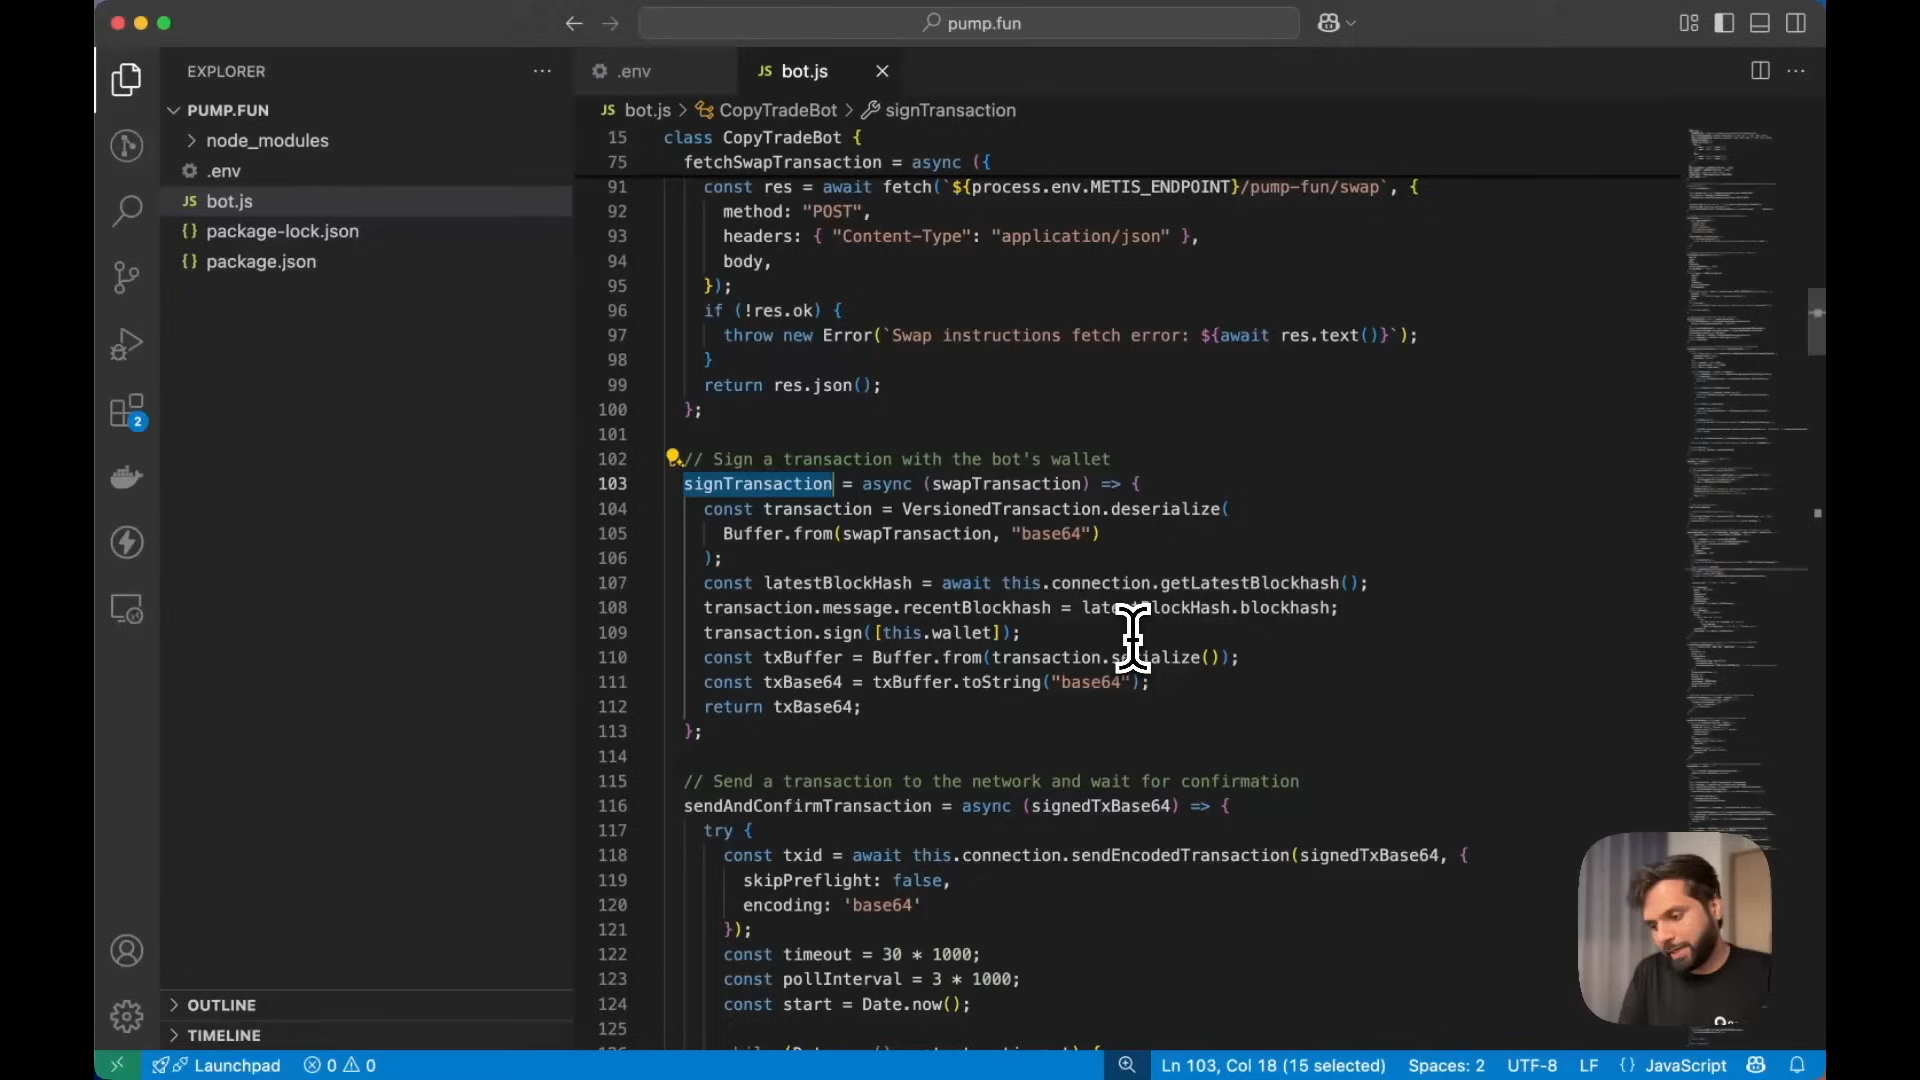 pump.fun
EXPLORER
PUMP.FUN
node_modules
.env
JS bot.js
{} package-lock.json
{} package.json
OUTLINE
TIMELINE
2
.env
JS bot.js
JS bot.js > CopyTradeBot > signTransaction
15 class CopyTradeBot {
75 fetchSwapTransaction = async ({
91 const res = await fetch(`${process.env.METIS_ENDPOINT}/pump-fun/swap`, {
92 method: "POST",
93 headers: { "Content-Type": "application/json" },
94 body,
95 });
96 if (!res.ok) {
97 throw new Error(`Swap instructions fetch error: ${await res.text()}`);
98 }
99 return res.json();
100 };
101
102 // Sign a transaction with the bot's wallet
103 signTransaction = async (swapTransaction) => {
104 const transaction = VersionedTransaction.deserialize(
105 Buffer.from(swapTransaction, "base64")
106 );
107 const latestBlockHash = await this.connection.getLatestBlockhash();
108 transaction.message.recentBlockhash = latestBlockHash.blockhash;
109 transaction.sign([this.wallet]);
110 const txBuffer = Buffer.from(transaction.serialize());
111 const txBase64 = txBuffer.toString("base64");
112 return txBase64;
113 };
114
115 // Send a transaction to the network and wait for confirmation
116 sendAndConfirmTransaction = async (signedTxBase64) => {
117 try {
118 const txid = await this.connection.sendEncodedTransaction(signedTxBase64, {
119 skipPreflight: false,
120 encoding: 'base64'
121 });
122 const timeout = 30 * 1000;
123 const pollInterval = 3 * 1000;
124 const start = Date.now();
125
Launchpad
0 0
Ln 103, Col 18 (15 selected)
Spaces: 2
UTF-8
LF
{} JavaScript